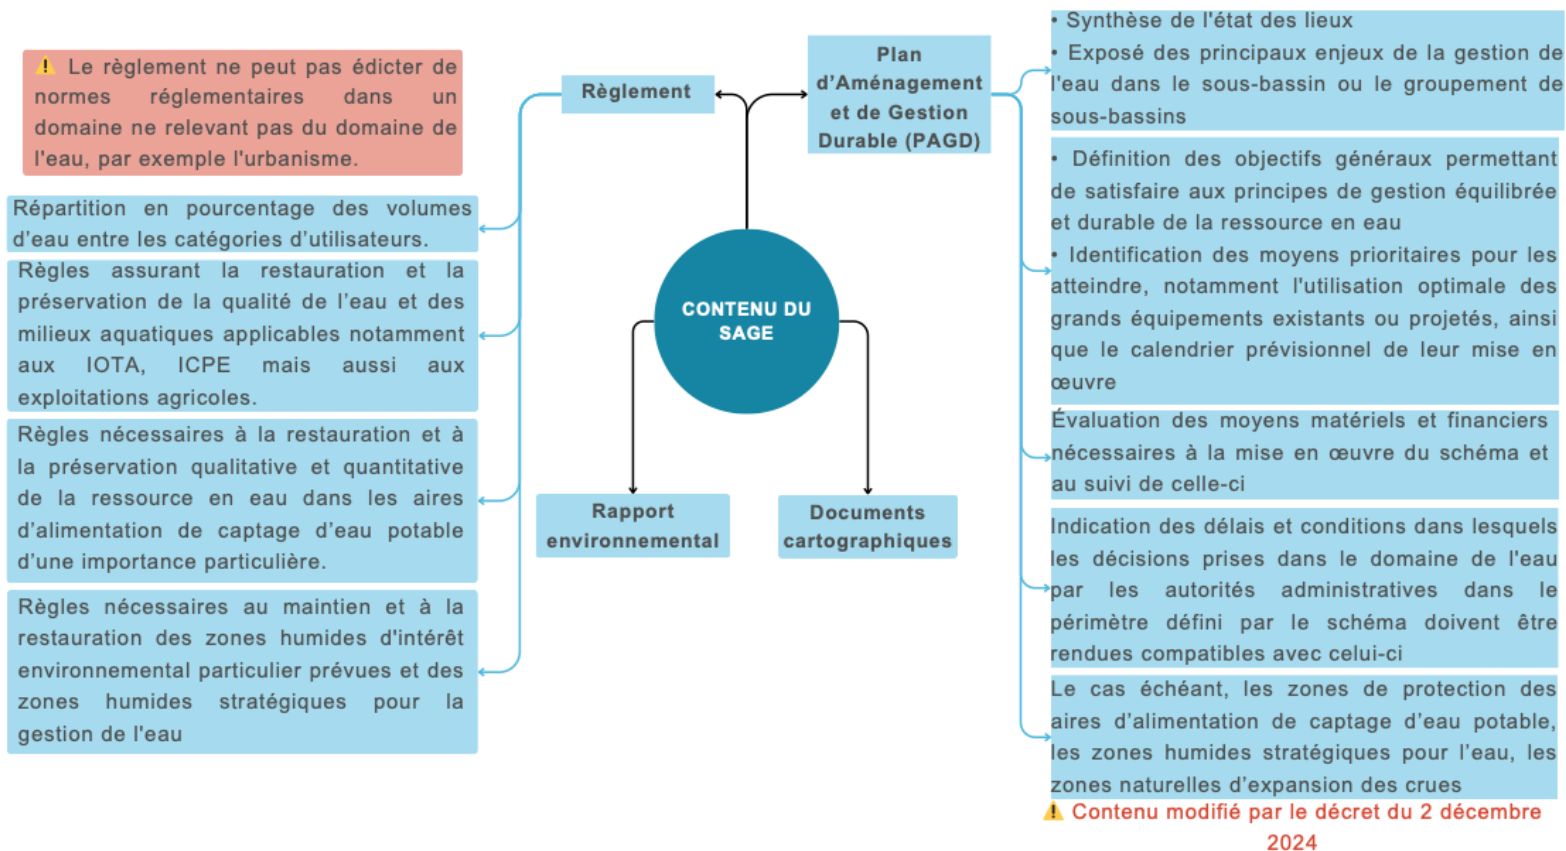 ⚠ Le règlement ne peut pas édicter de
normes réglementaires dans un
domaine ne relevant pas du domaine de
l'eau, par exemple l'urbanisme.
Règlement
Répartition en pourcentage des volumes
d'eau entre les catégories d'utilisateurs.
Règles assurant la restauration et la
préservation de la qualité de l'eau et des
milieux aquatiques applicables notamment
aux IOTA, ICPE mais aussi aux
exploitations agricoles.
Règles nécessaires à la restauration et à
la préservation qualitative et quantitative
de la ressource en eau dans les aires
d'alimentation de captage d'eau potable
d'une importance particulière.
Règles nécessaires au maintien et à la
restauration des zones humides d'intérêt
environnemental particulier prévues et des
zones humides stratégiques pour la
gestion de l'eau
CONTENU DU
SAGE
Rapport
environnemental
Documents
cartographiques
Plan
d'Aménagement
et de Gestion
Durable (PAGD)
• Synthèse de l'état des lieux
• Exposé des principaux enjeux de la gestion de
l'eau dans le sous-bassin ou le groupement de
sous-bassins
• Définition des objectifs généraux permettant
de satisfaire aux principes de gestion équilibrée
et durable de la ressource en eau
• Identification des moyens prioritaires pour les
atteindre, notamment l'utilisation optimale des
grands équipements existants ou projetés, ainsi
que le calendrier prévisionnel de leur mise en
œuvre
Évaluation des moyens matériels et financiers
nécessaires à la mise en œuvre du schéma et
au suivi de celle-ci
Indication des délais et conditions dans lesquels
les décisions prises dans le domaine de l'eau
par les autorités administratives dans le
périmètre défini par le schéma doivent être
rendues compatibles avec celui-ci
Le cas échéant, les zones de protection des
aires d'alimentation de captage d'eau potable,
les zones humides stratégiques pour l'eau, les
zones naturelles d'expansion des crues
⚠ Contenu modifié par le décret du 2 décembre
2024